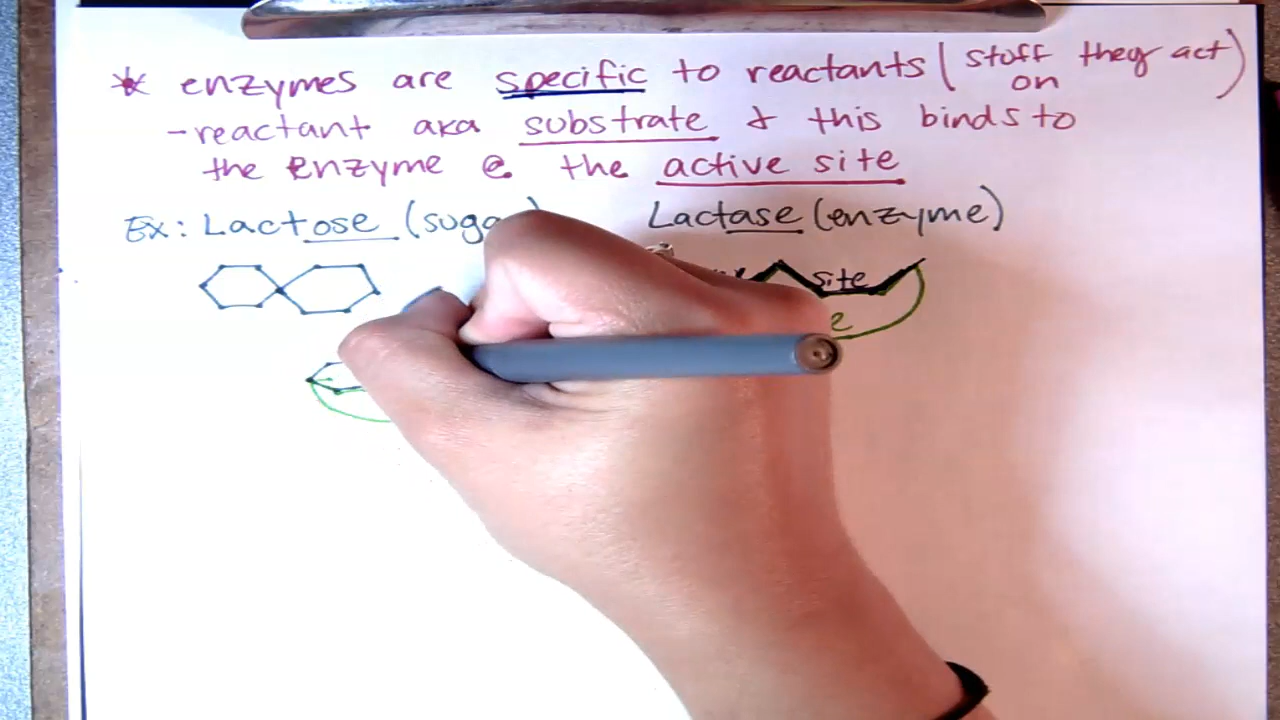 * enzymes are specific to reactants (stuff they act on)
- reactant aka substrate & this binds to
the enzyme @ the active site
Ex: Lactose (sugar) Lactase (enzyme)
site